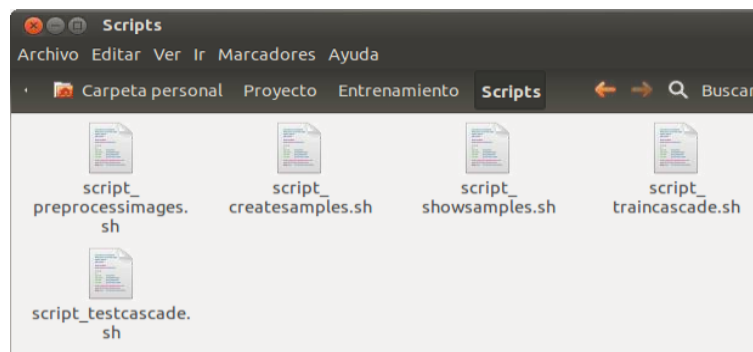 Scripts
Archivo Editar Ver Ir Marcadores Ayuda
Carpeta personal Proyecto Entrenamiento Scripts Buscar
script_ script_ script_ script_
preprocessimages. createsamples.sh showsamples.sh traincascade.sh
sh
script_testcascade.
sh